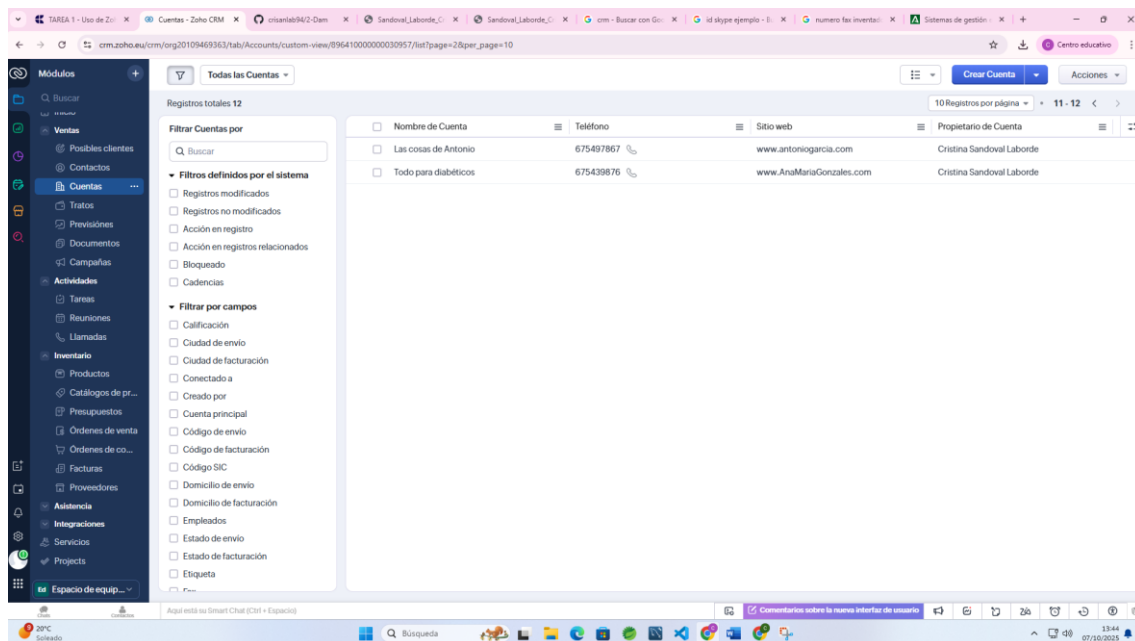 TAREA 1 - Uso de Zo
Cuentas - Zoho CRM
crisanlab94/2-Dam
Sandoval_Laborde_C
Sandoval_Laborde_C
crm - Buscar con Goo
id skype ejemplo - B
numero fax inventad
Sistemas de gestión
crm.zoho.eu/crm/org20109469363/tab/Accounts/custom-view/896410000000030957/list?page=2&per_page=10
Centro educativo
Módulos
Todas las Cuentas
Crear Cuenta
Acciones
Buscar
Inicio
Registros totales 12
10 Registros por página
11 - 12
Ventas
Posibles clientes
Contactos
Cuentas
Tratos
Previsiónes
Documentos
Campañas
Actividades
Tareas
Reuniones
Llamadas
Inventario
Productos
Catálogos de pr...
Presupuestos
Órdenes de venta
Órdenes de co...
Facturas
Proveedores
Asistencia
Integraciones
Servicios
Projects
Ed Espacio de equip...
Filtrar Cuentas por
Buscar
Filtros definidos por el sistema
Registros modificados
Registros no modificados
Acción en registro
Acción en registros relacionados
Bloqueado
Cadencias
Filtrar por campos
Calificación
Ciudad de envío
Ciudad de facturación
Conectado a
Creado por
Cuenta principal
Código de envío
Código de facturación
Código SIC
Domicilio de envío
Domicilio de facturación
Empleados
Estado de envío
Estado de facturación
Etiqueta
Fax
Nombre de Cuenta Teléfono Sitio web Propietario de Cuenta
Las cosas de Antonio 675497867 www.antoniogarcia.com Cristina Sandoval Laborde
Todo para diabéticos 675439876 www.AnaMariaGonzales.com Cristina Sandoval Laborde
Chats
Contactos
Aquí está su Smart Chat (Ctrl + Espacio)
Comentarios sobre la nueva interfaz de usuario
20°C
Soleado
Búsqueda
13:44
07/10/2025